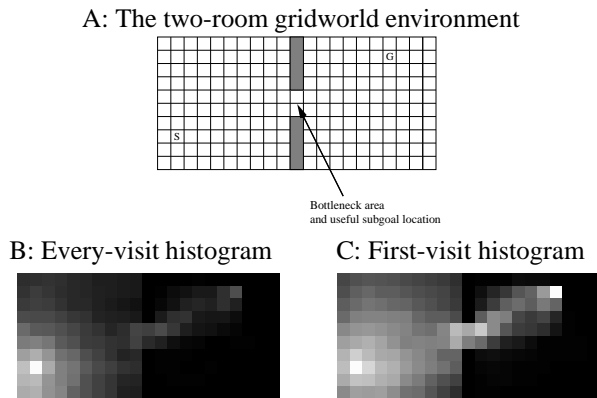 A: The two-room gridworld environment
G
S
Bottleneck area
and useful subgoal location
B: Every-visit histogram
C: First-visit histogram